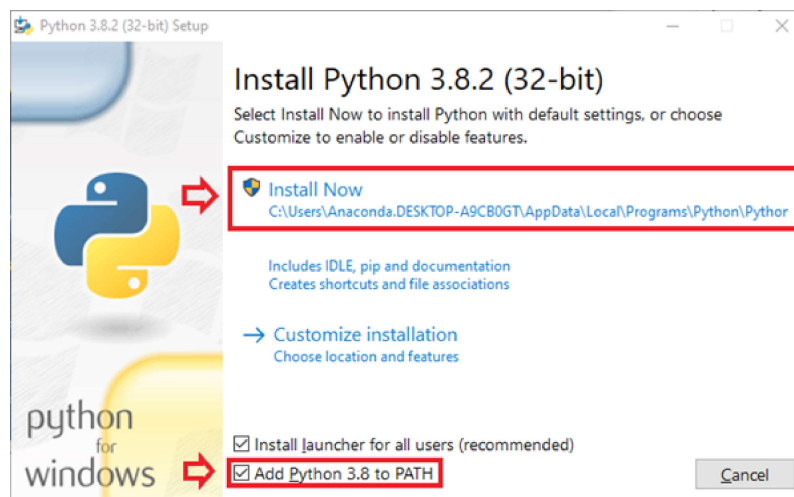 Python 3.8.2 (32-bit) Setup
Install Python 3.8.2 (32-bit)
Select Install Now to install Python with default settings, or choose
Customize to enable or disable features.
Install Now
C:\Users\Anaconda.DESKTOP-A9CB0GT\AppData\Local\Programs\Python\Pythor
Includes IDLE, pip and documentation
Creates shortcuts and file associations
Customize installation
Choose location and features
python
for
windows
Install launcher for all users (recommended)
Add Python 3.8 to PATH
Cancel